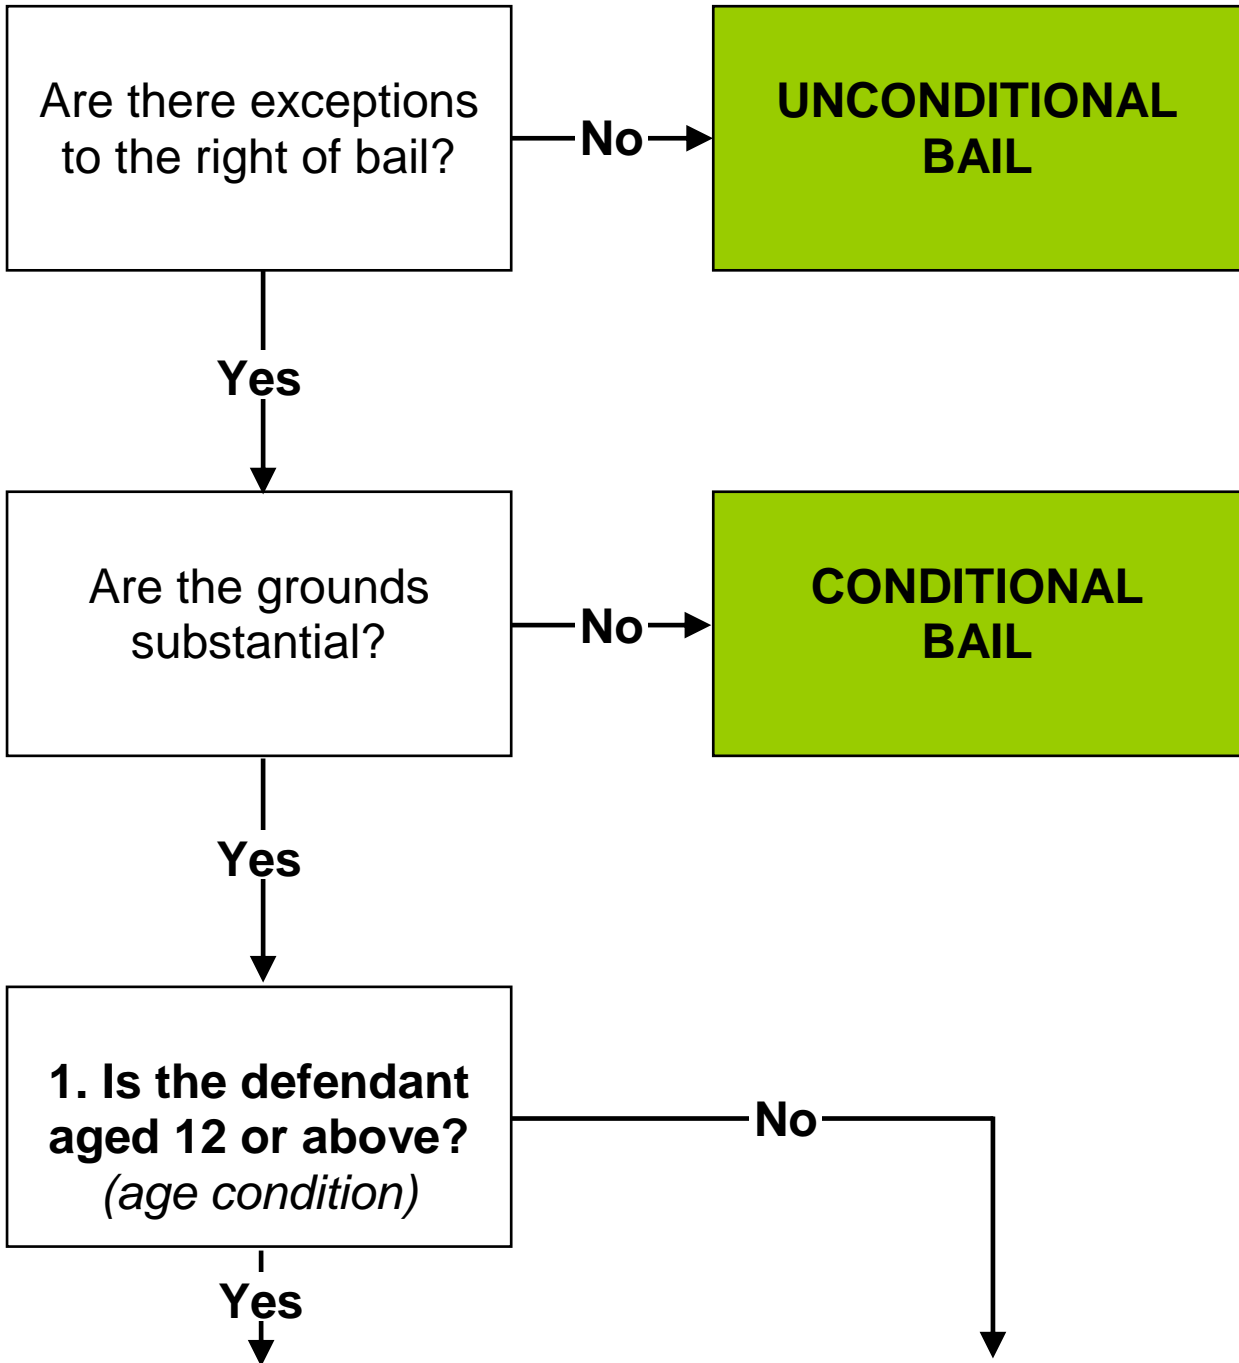 Are there exceptions
to the right of bail?
No
UNCONDITIONAL
BAIL
Yes
Are the grounds
substantial?
No
CONDITIONAL
BAIL
Yes
1. Is the defendant
aged 12 or above?
(age condition)
No
Yes